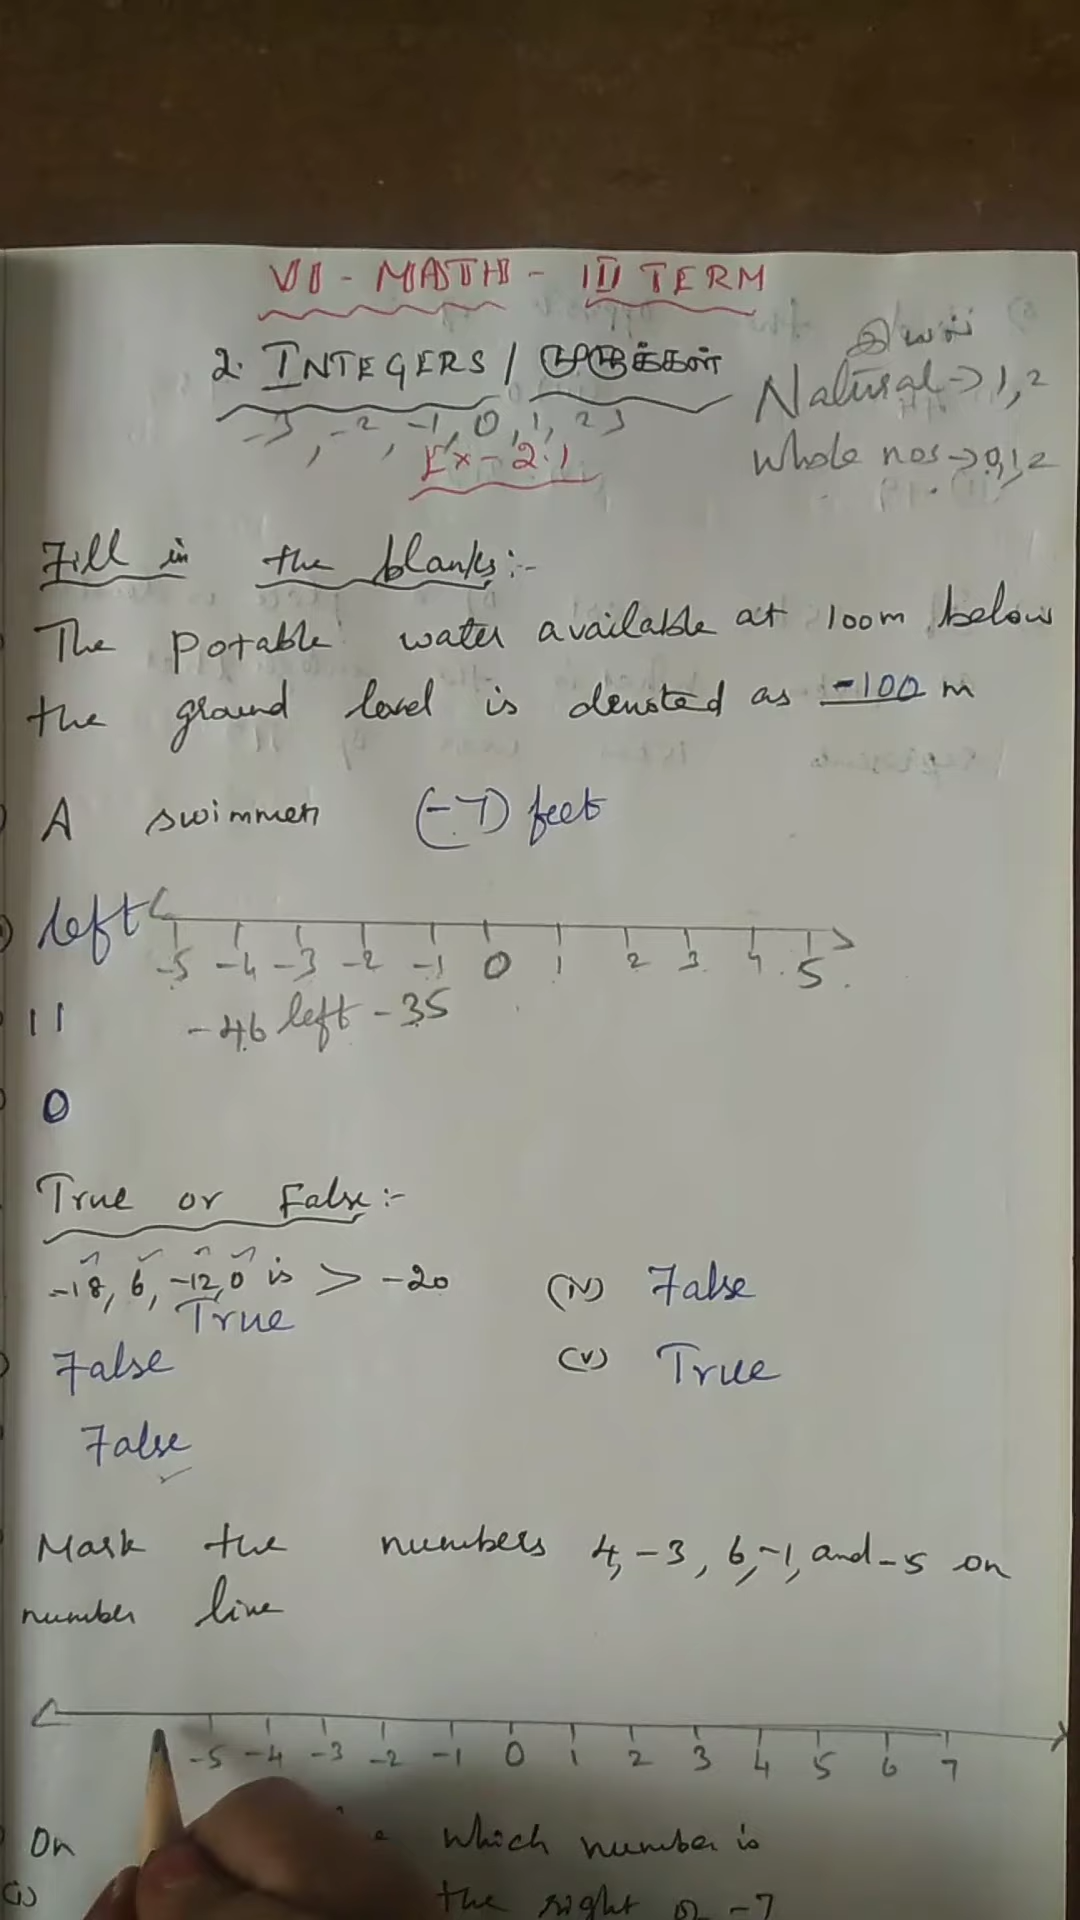 VI - MATH - III TERM
2. INTEGERS / முழுக்கள்
இயல்
Natural → 1, 2
-3, -2, -1, 0, 1, 2 3
Whole nos → 0, 1, 2
Ex - 2.1
Fill in the blanks :-
The potable water available at 100m below
the ground level is denoted as -100 m
A swimmer (-7) feet
left
-5 -4 -3 -2 -1 0 1 2 3 4 5
11
-46 left -35
0
True or False :-
-18, 6, -12, 0 is > -20
True
(iv) False
False
(v) True
False
Mark the numbers 4, -3, 6, -1, and -5 on
number line
-5 -4 -3 -2 -1 0 1 2 3 4 5 6 7
On which number is
(i) the right of -7